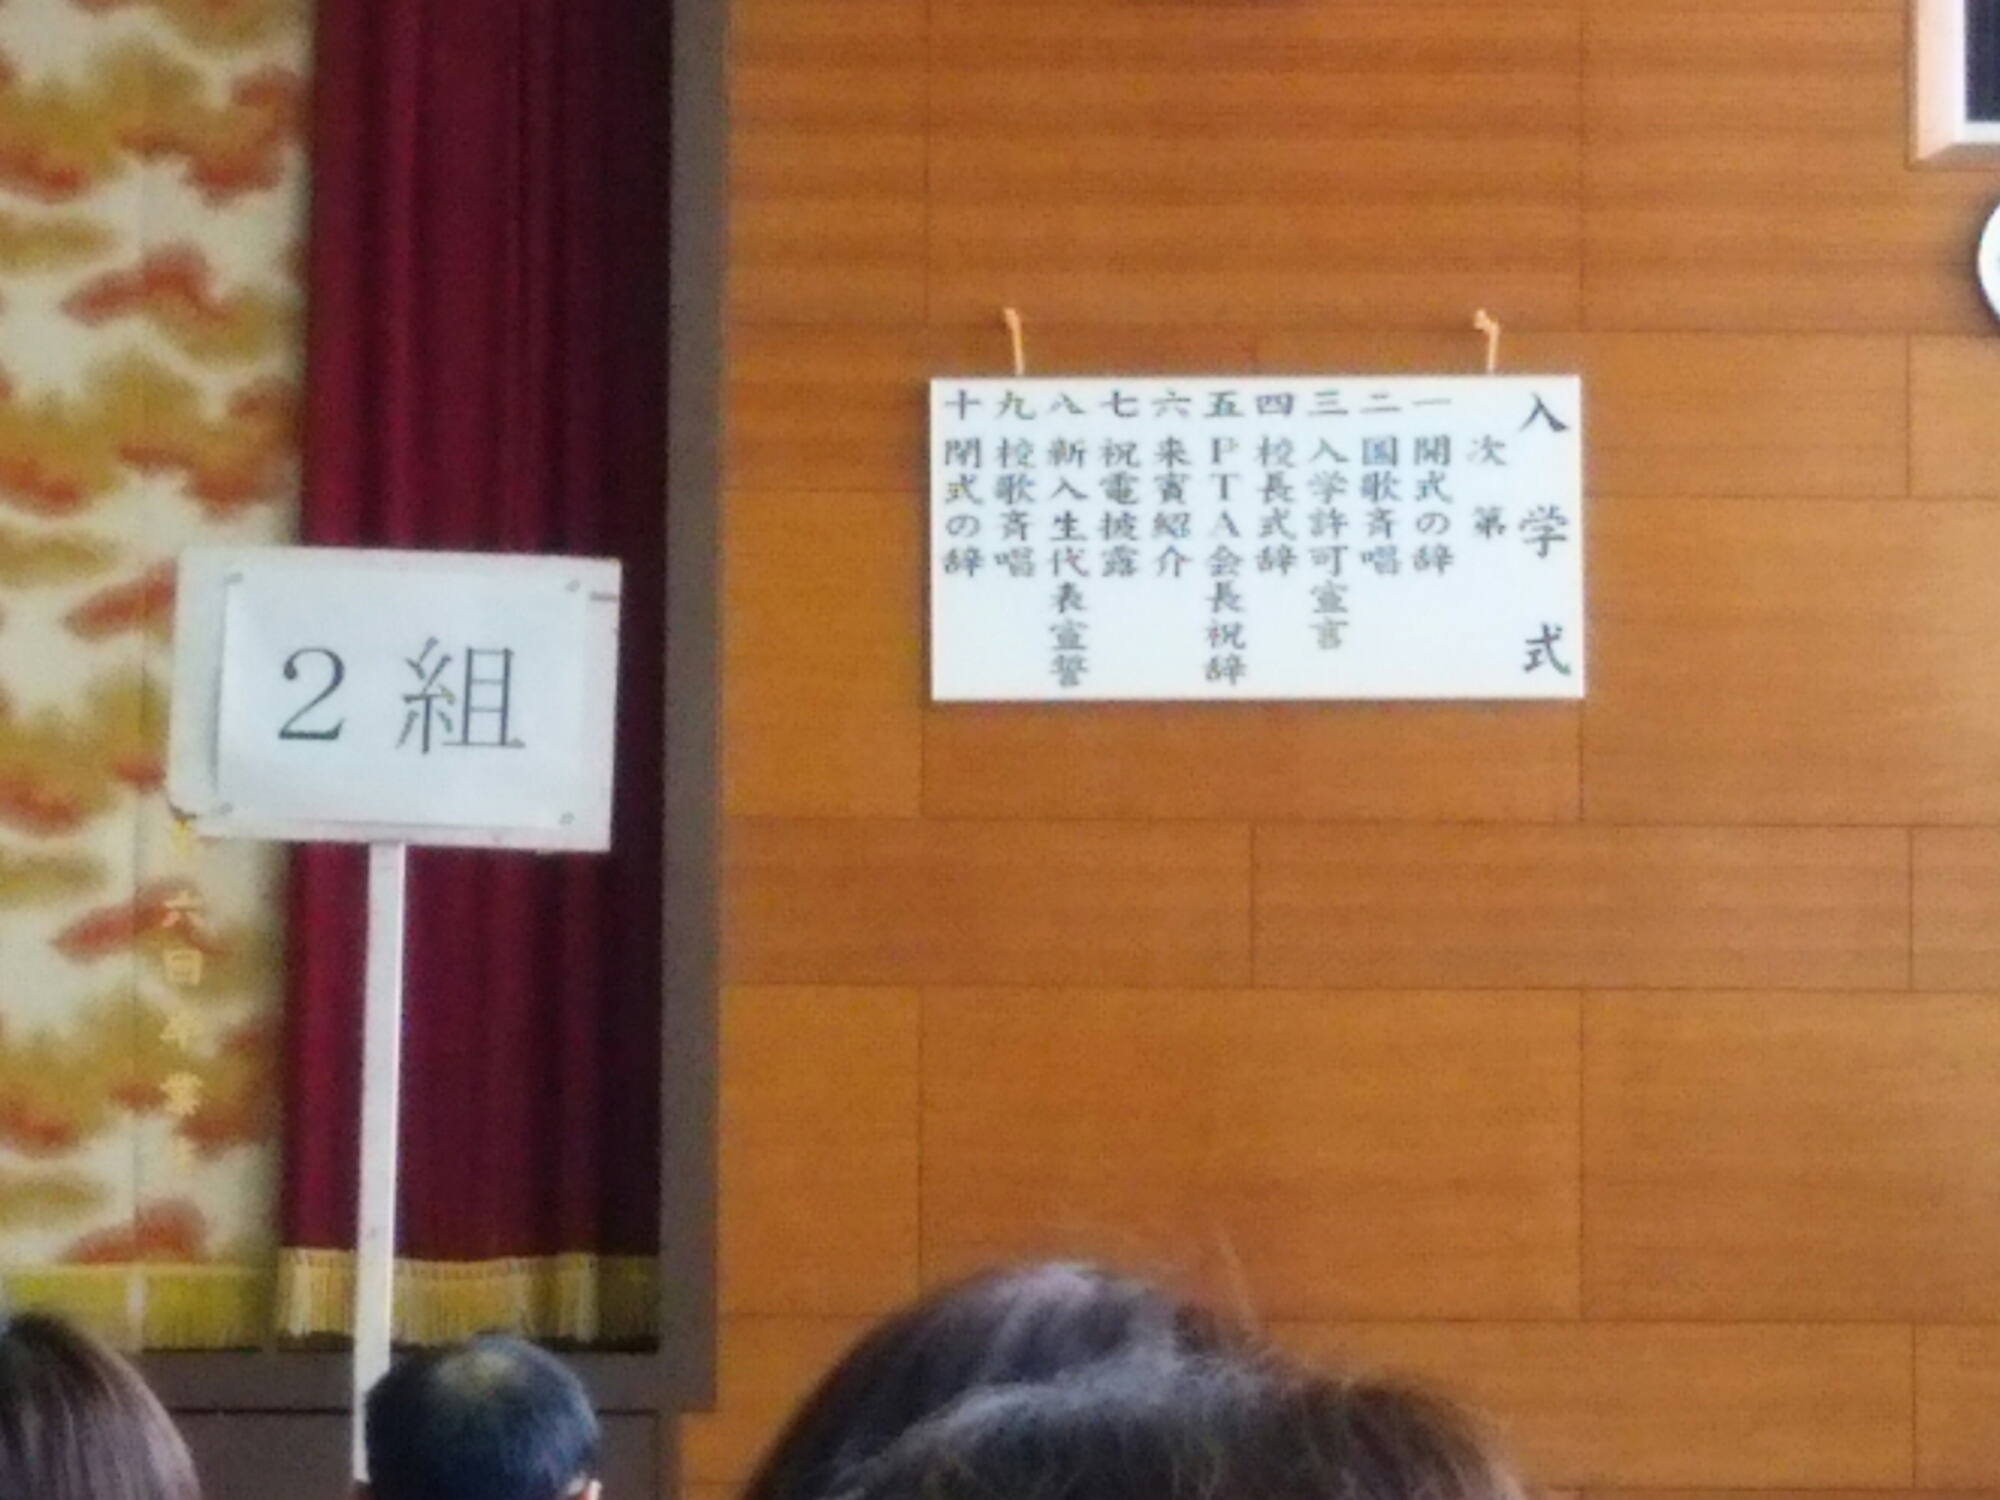 入学式
次第
一 開式の辞
二 国歌斉唱
三 入学許可宣言
四 校長式辞
五 PTA会長祝辞
六 来賓紹介
七 祝電披露
八 新入生代表宣誓
九 校歌斉唱
十 閉式の辞
2組